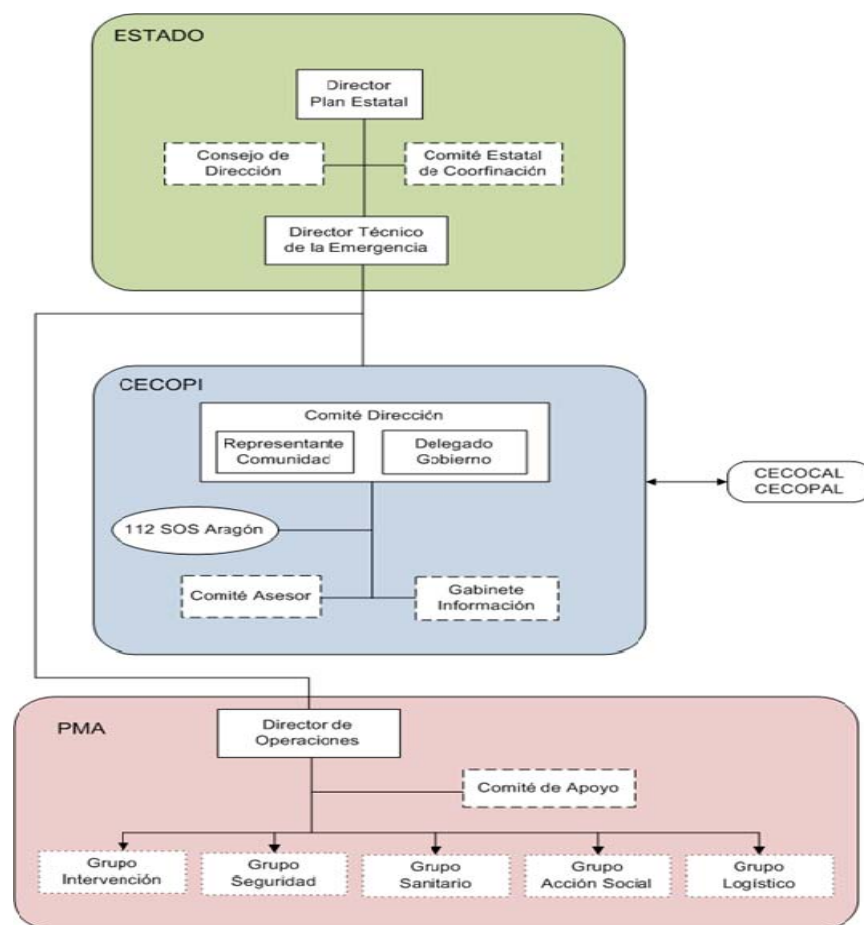 ESTADO
Director
Plan Estatal
Consejo de
Dirección
Comité Estatal
de Coorfinación
Director Técnico
de la Emergencia
CECOPI
Comité Dirección
Representante
Comunidad
Delegado
Gobierno
CECOCAL
CECOPAL
112 SOS Aragón
Comité Asesor
Gabinete
Información
PMA
Director de
Operaciones
Comité de Apoyo
Grupo
Intervención
Grupo
Seguridad
Grupo
Sanitario
Grupo
Acción Social
Grupo
Logístico